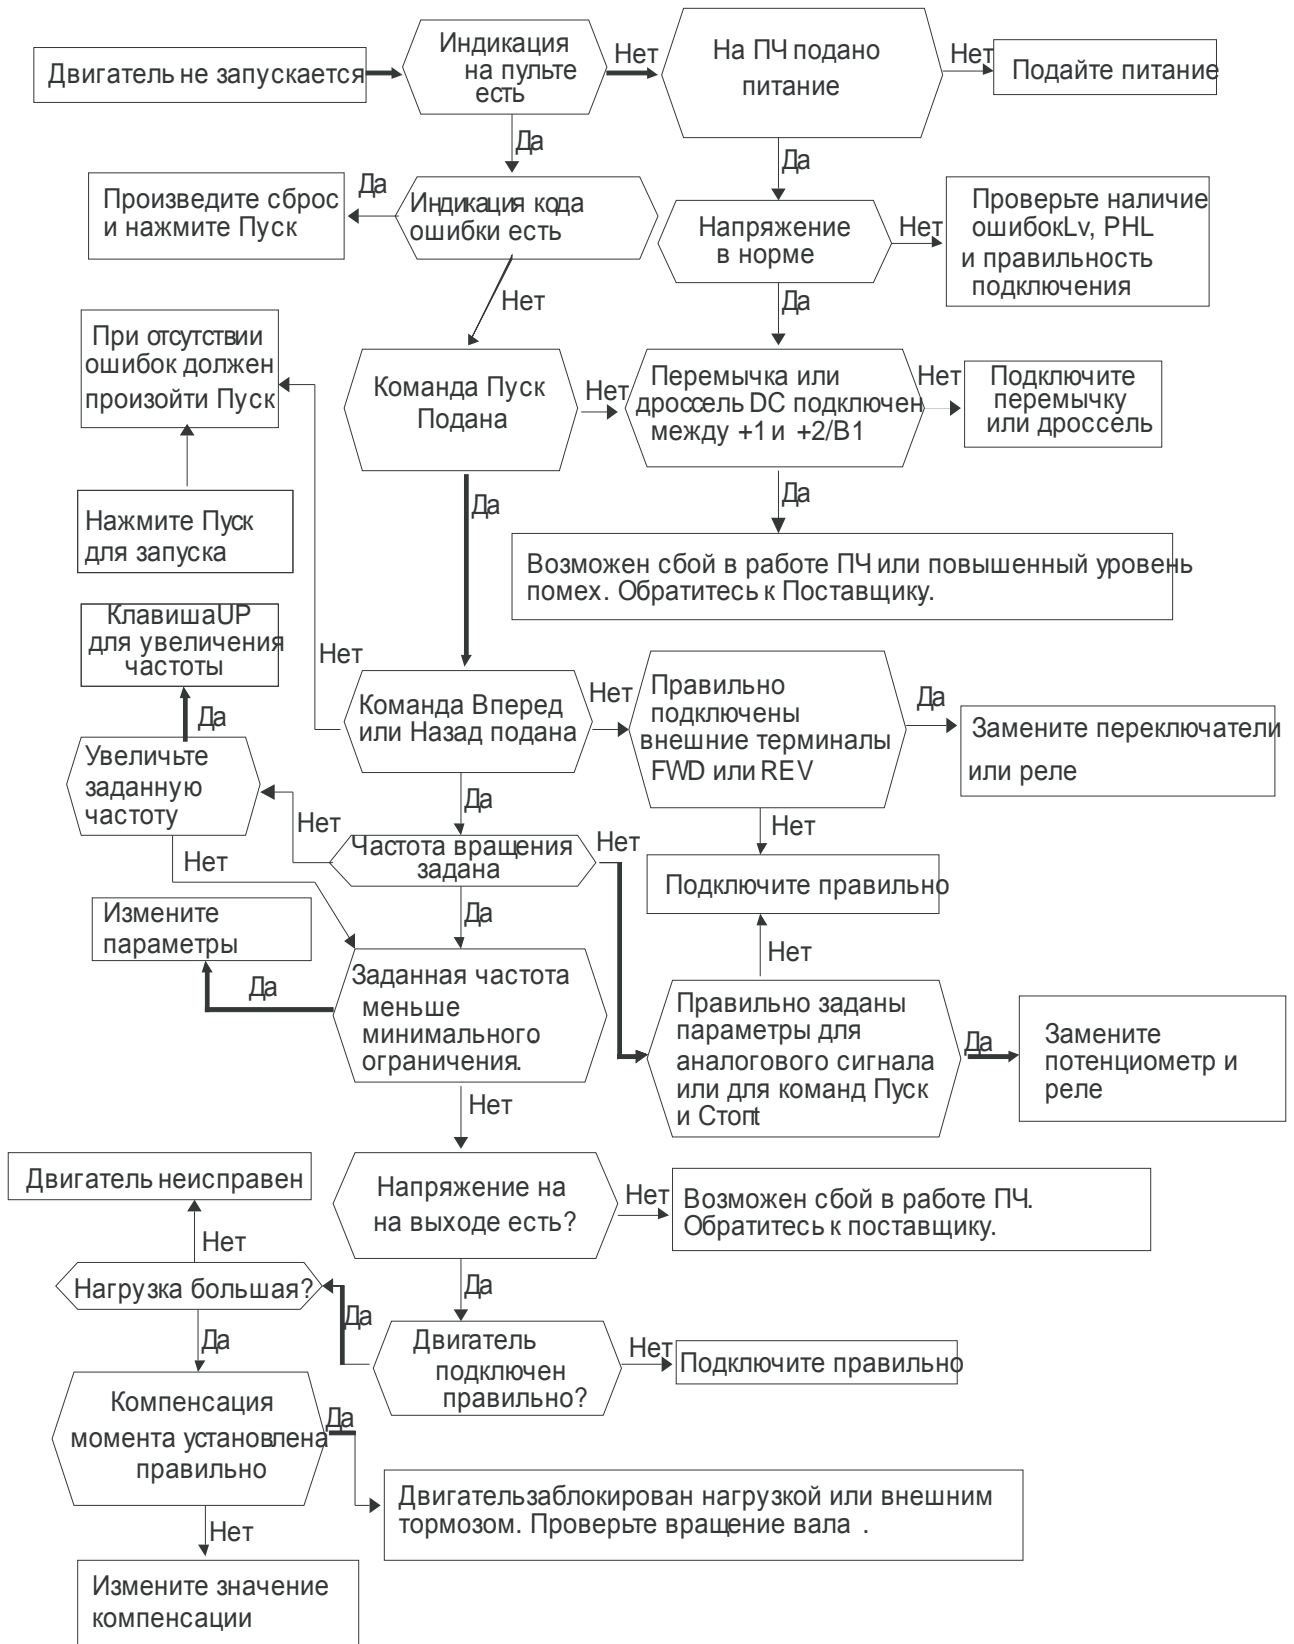 Двигатель не запускается
Индикация
на пульте
есть
Нет
На ПЧ подано
питание
Нет
Подайте питание
Да
Да
Произведите сброс
и нажмите Пуск
Да
Индикация кода
ошибки есть
Напряжение
в норме
Нет
Проверьте наличие
ошибокLv, PHL
и правильность
подключения
Нет
Да
При отсутствии
ошибок должен
произойти Пуск
Команда Пуск
Подана
Нет
Перемычка или
дроссель DC подключен
между +1 и +2/B1
Нет
Подключите
перемычку
или дроссель
Да
Да
Нажмите Пуск
для запуска
Возможен сбой в работе ПЧ или повышенный уровень
помех. Обратитесь к Поставщику.
КлавишаUP
для увеличения
частоты
Нет
Команда Вперед
или Назад подана
Нет
Правильно
подключены
внешние терминалы
FWD или REV
Да
Замените переключатели
или реле
Да
Увеличьте
заданную
частоту
Да
Нет
Нет
Частота вращения
задана
Нет
Нет
Подключите правильно
Да
Нет
Измените
параметры
Да
Заданная частота
меньше
минимального
ограничения.
Правильно заданы
параметры для
аналогового сигнала
или для команд Пуск
и Стопt
Да
Замените
потенциометр и
реле
Нет
Двигатель неисправен
Напряжение на
на выходе есть?
Нет
Возможен сбой в работе ПЧ.
Обратитесь к поставщику.
Нет
Нагрузка большая?
Да
Да
Двигатель
подключен
правильно?
Нет
Подключите правильно
Да
Компенсация
момента установлена
правильно
Да
Двигательзаблокирован нагрузкой или внешним
тормозом. Проверьте вращение вала .
Нет
Измените значение
компенсации